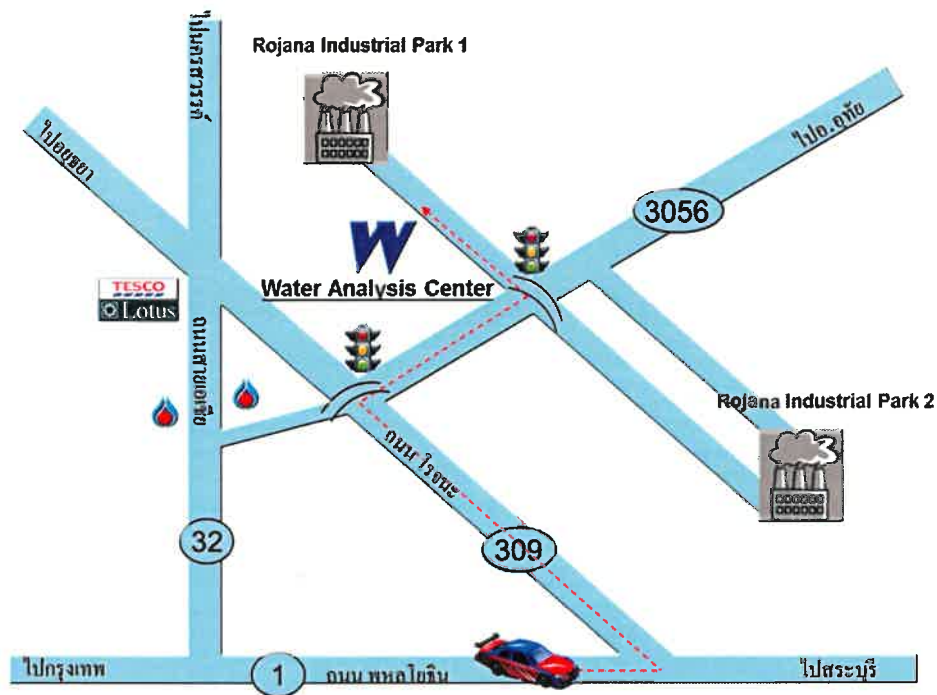 ไปนครสวรรค์
Rojana Industrial Park 1
ไปอยุธยา
ไปอ.อุทัย
3056
W
Water Analysis Center
TESCO
Lotus
ถนนสายเอเชีย
Rojana Industrial Park 2
ถนน โรจนะ
32
309
ไปกรุงเทพ
1
ถนน พหลโยธิน
ไปสระบุรี